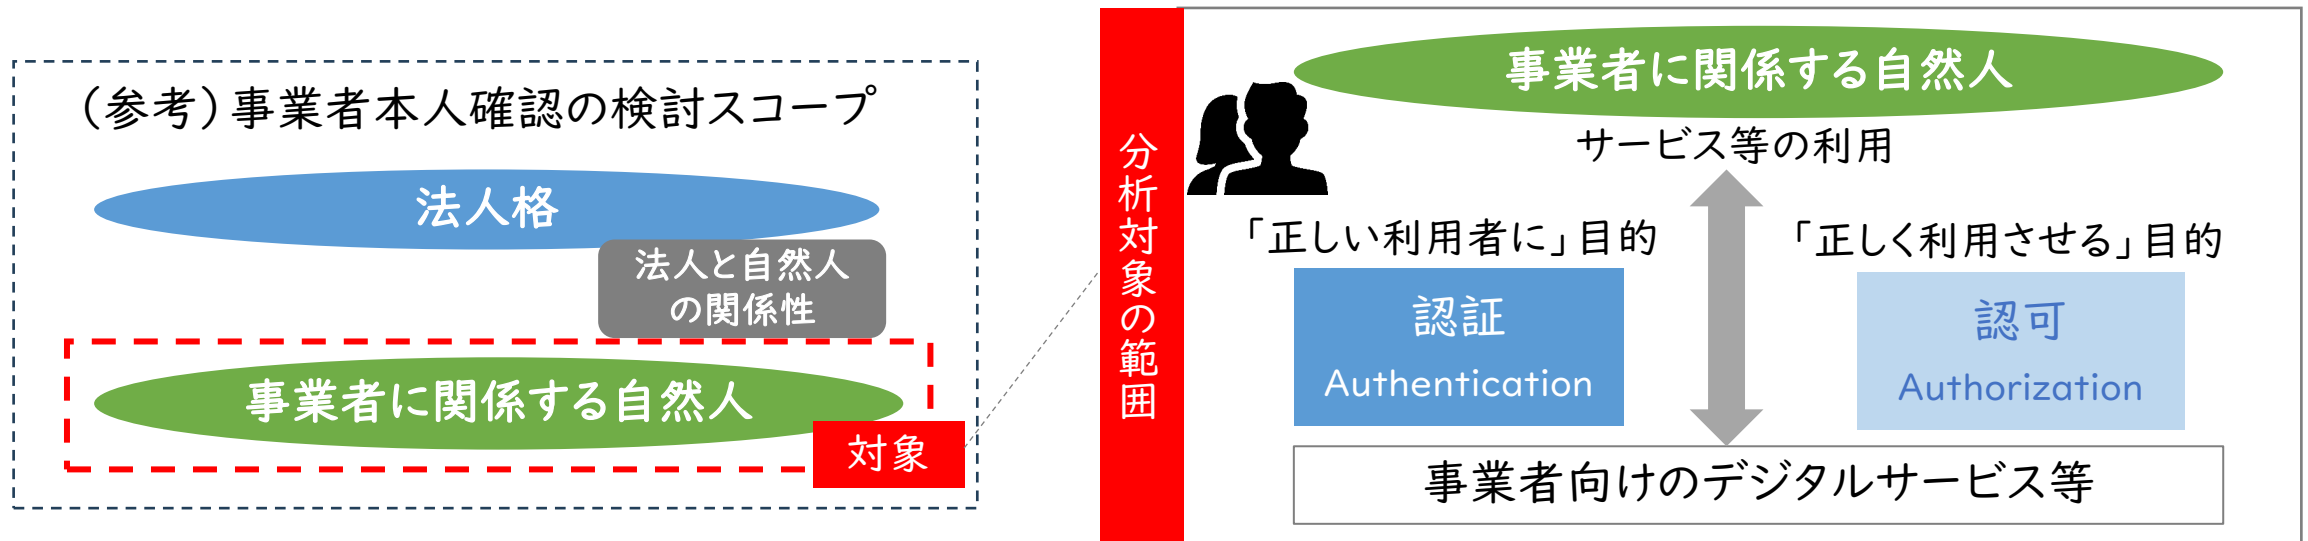 （参考）事業者本人確認の検討スコープ
法人格
法人と自然人
の関係性
事業者に関係する自然人
対象
分析対象の範囲
事業者に関係する自然人
サービス等の利用
「正しい利用者に」目的
「正しく利用させる」目的
認証
Authentication
認可
Authorization
事業者向けのデジタルサービス等